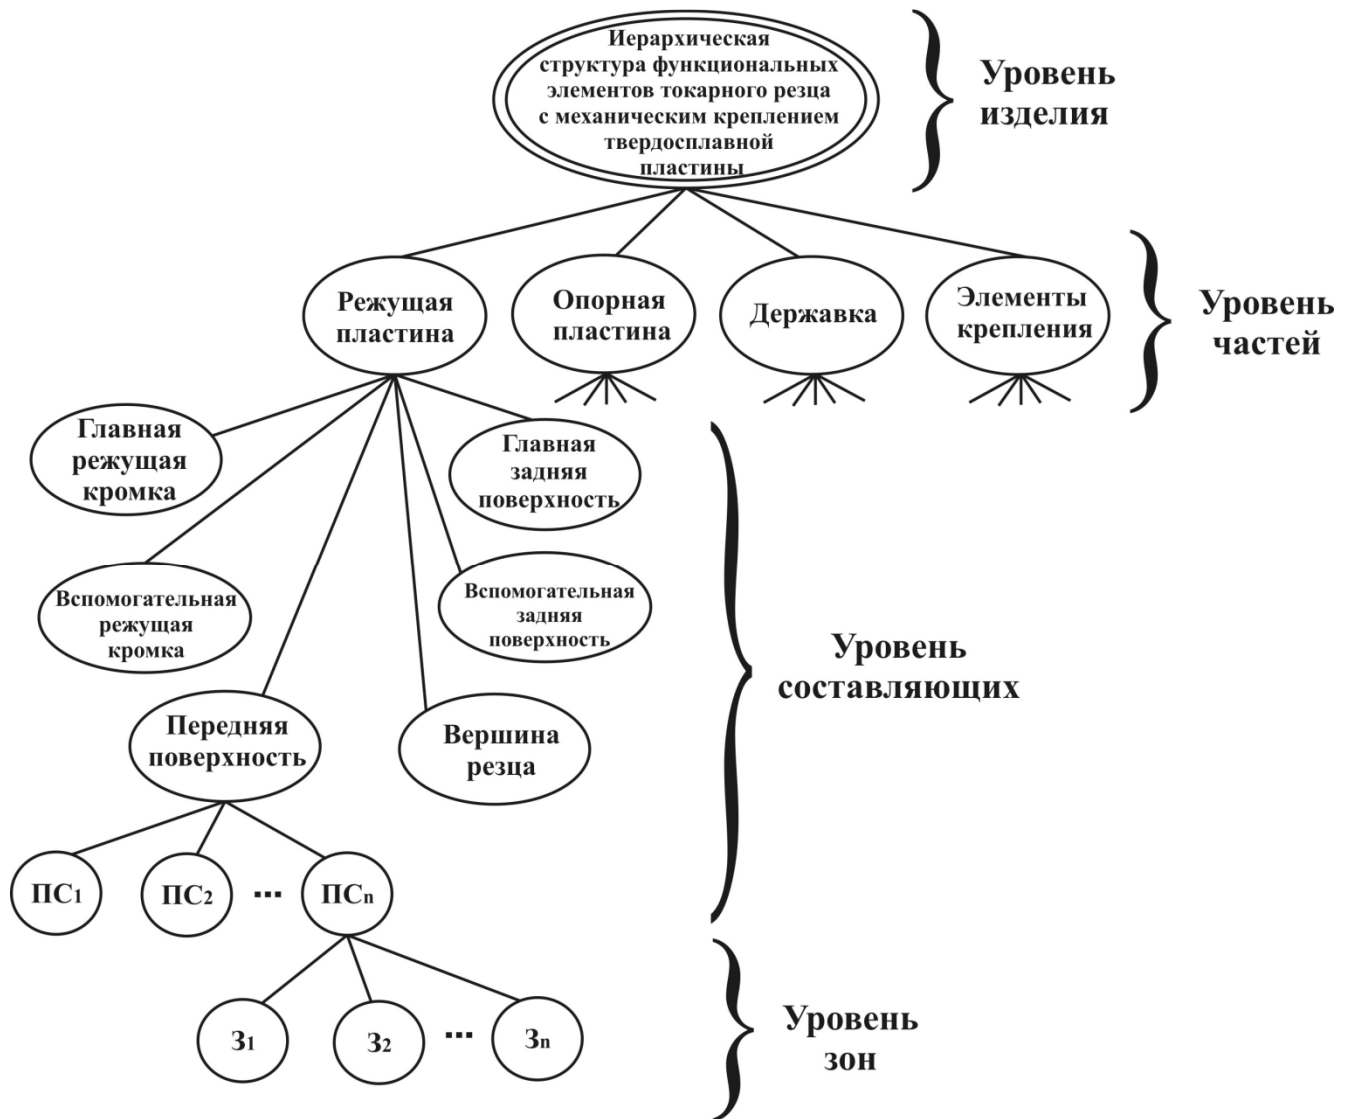 Иерархическая
структура функциональных
элементов токарного резца
с механическим креплением
твердосплавной
пластины
Уровень
изделия
Режущая
пластина
Опорная
пластина
Державка
Элементы
крепления
Уровень
частей
Главная
режущая
кромка
Главная
задняя
поверхность
Вспомогательная
режущая
кромка
Вспомогательная
задняя
поверхность
Уровень
составляющих
Передняя
поверхность
Вершина
резца
ПС1
ПС2
...
ПСn
З1
З2
...
Зn
Уровень
зон